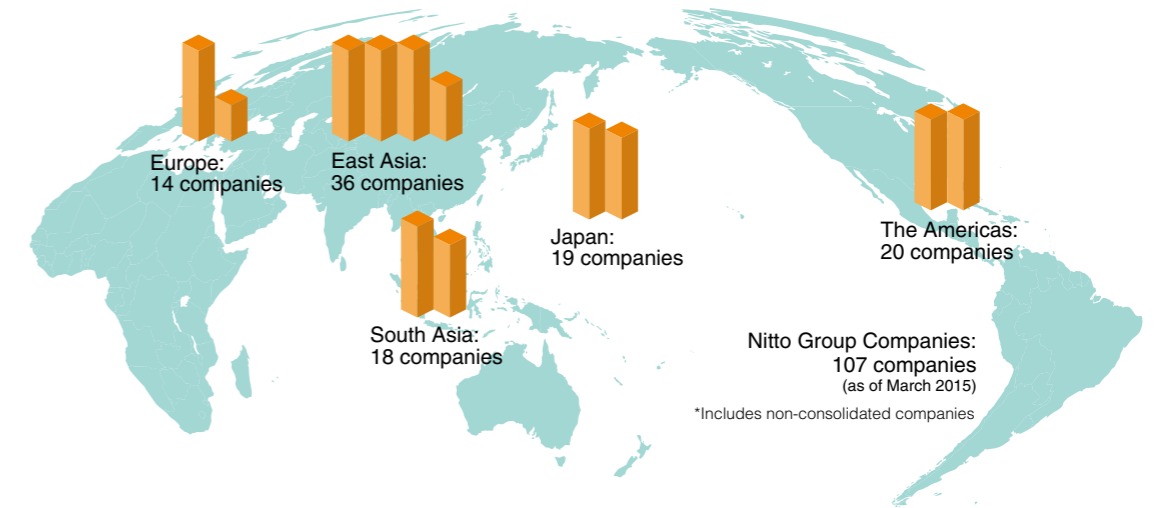 Europe:
14 companies
East Asia:
36 companies
Japan:
19 companies
The Americas:
20 companies
South Asia:
18 companies
Nitto Group Companies:
107 companies
(as of March 2015)
*Includes non-consolidated companies